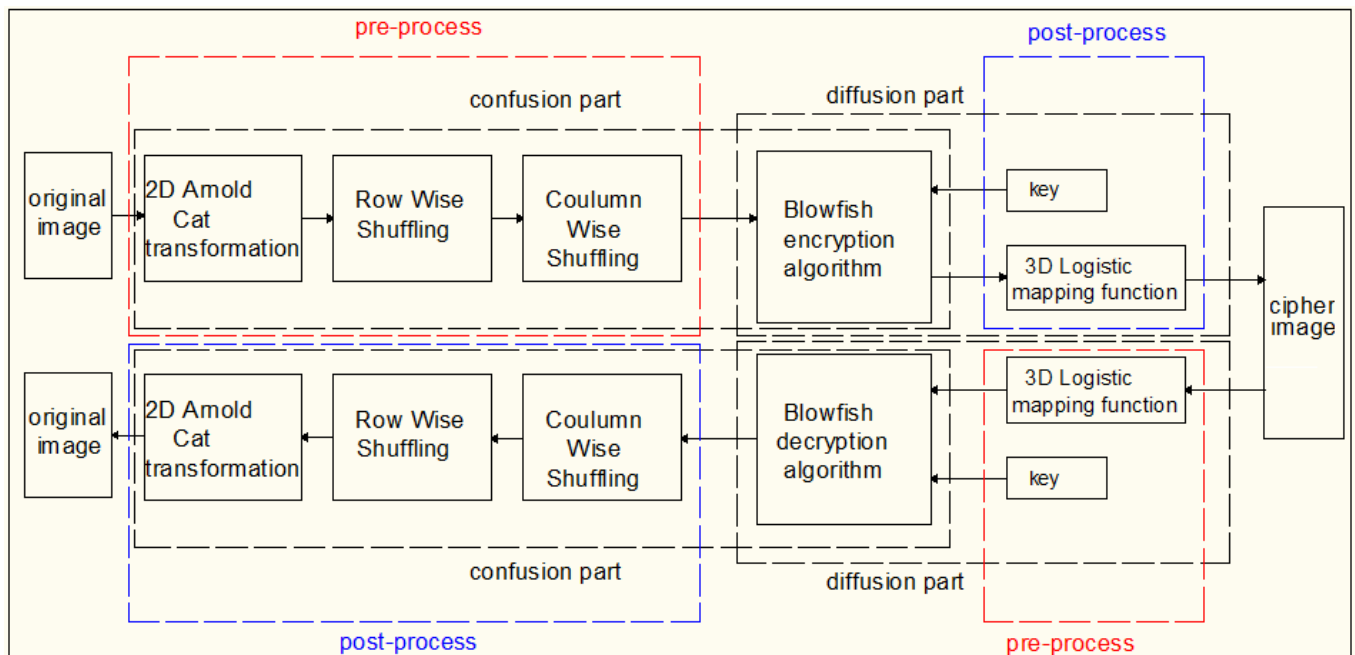 pre-process
post-process
confusion part
diffusion part
original
image
2D Arnold
Cat
transformation
Row Wise
Shuffling
Coulumn
Wise
Shuffling
Blowfish
encryption
algorithm
key
3D Logistic
mapping function
cipher
image
original
image
2D Arnold
Cat
transformation
Row Wise
Shuffling
Coulumn
Wise
Shuffling
Blowfish
decryption
algorithm
3D Logistic
mapping function
key
confusion part
diffusion part
post-process
pre-process